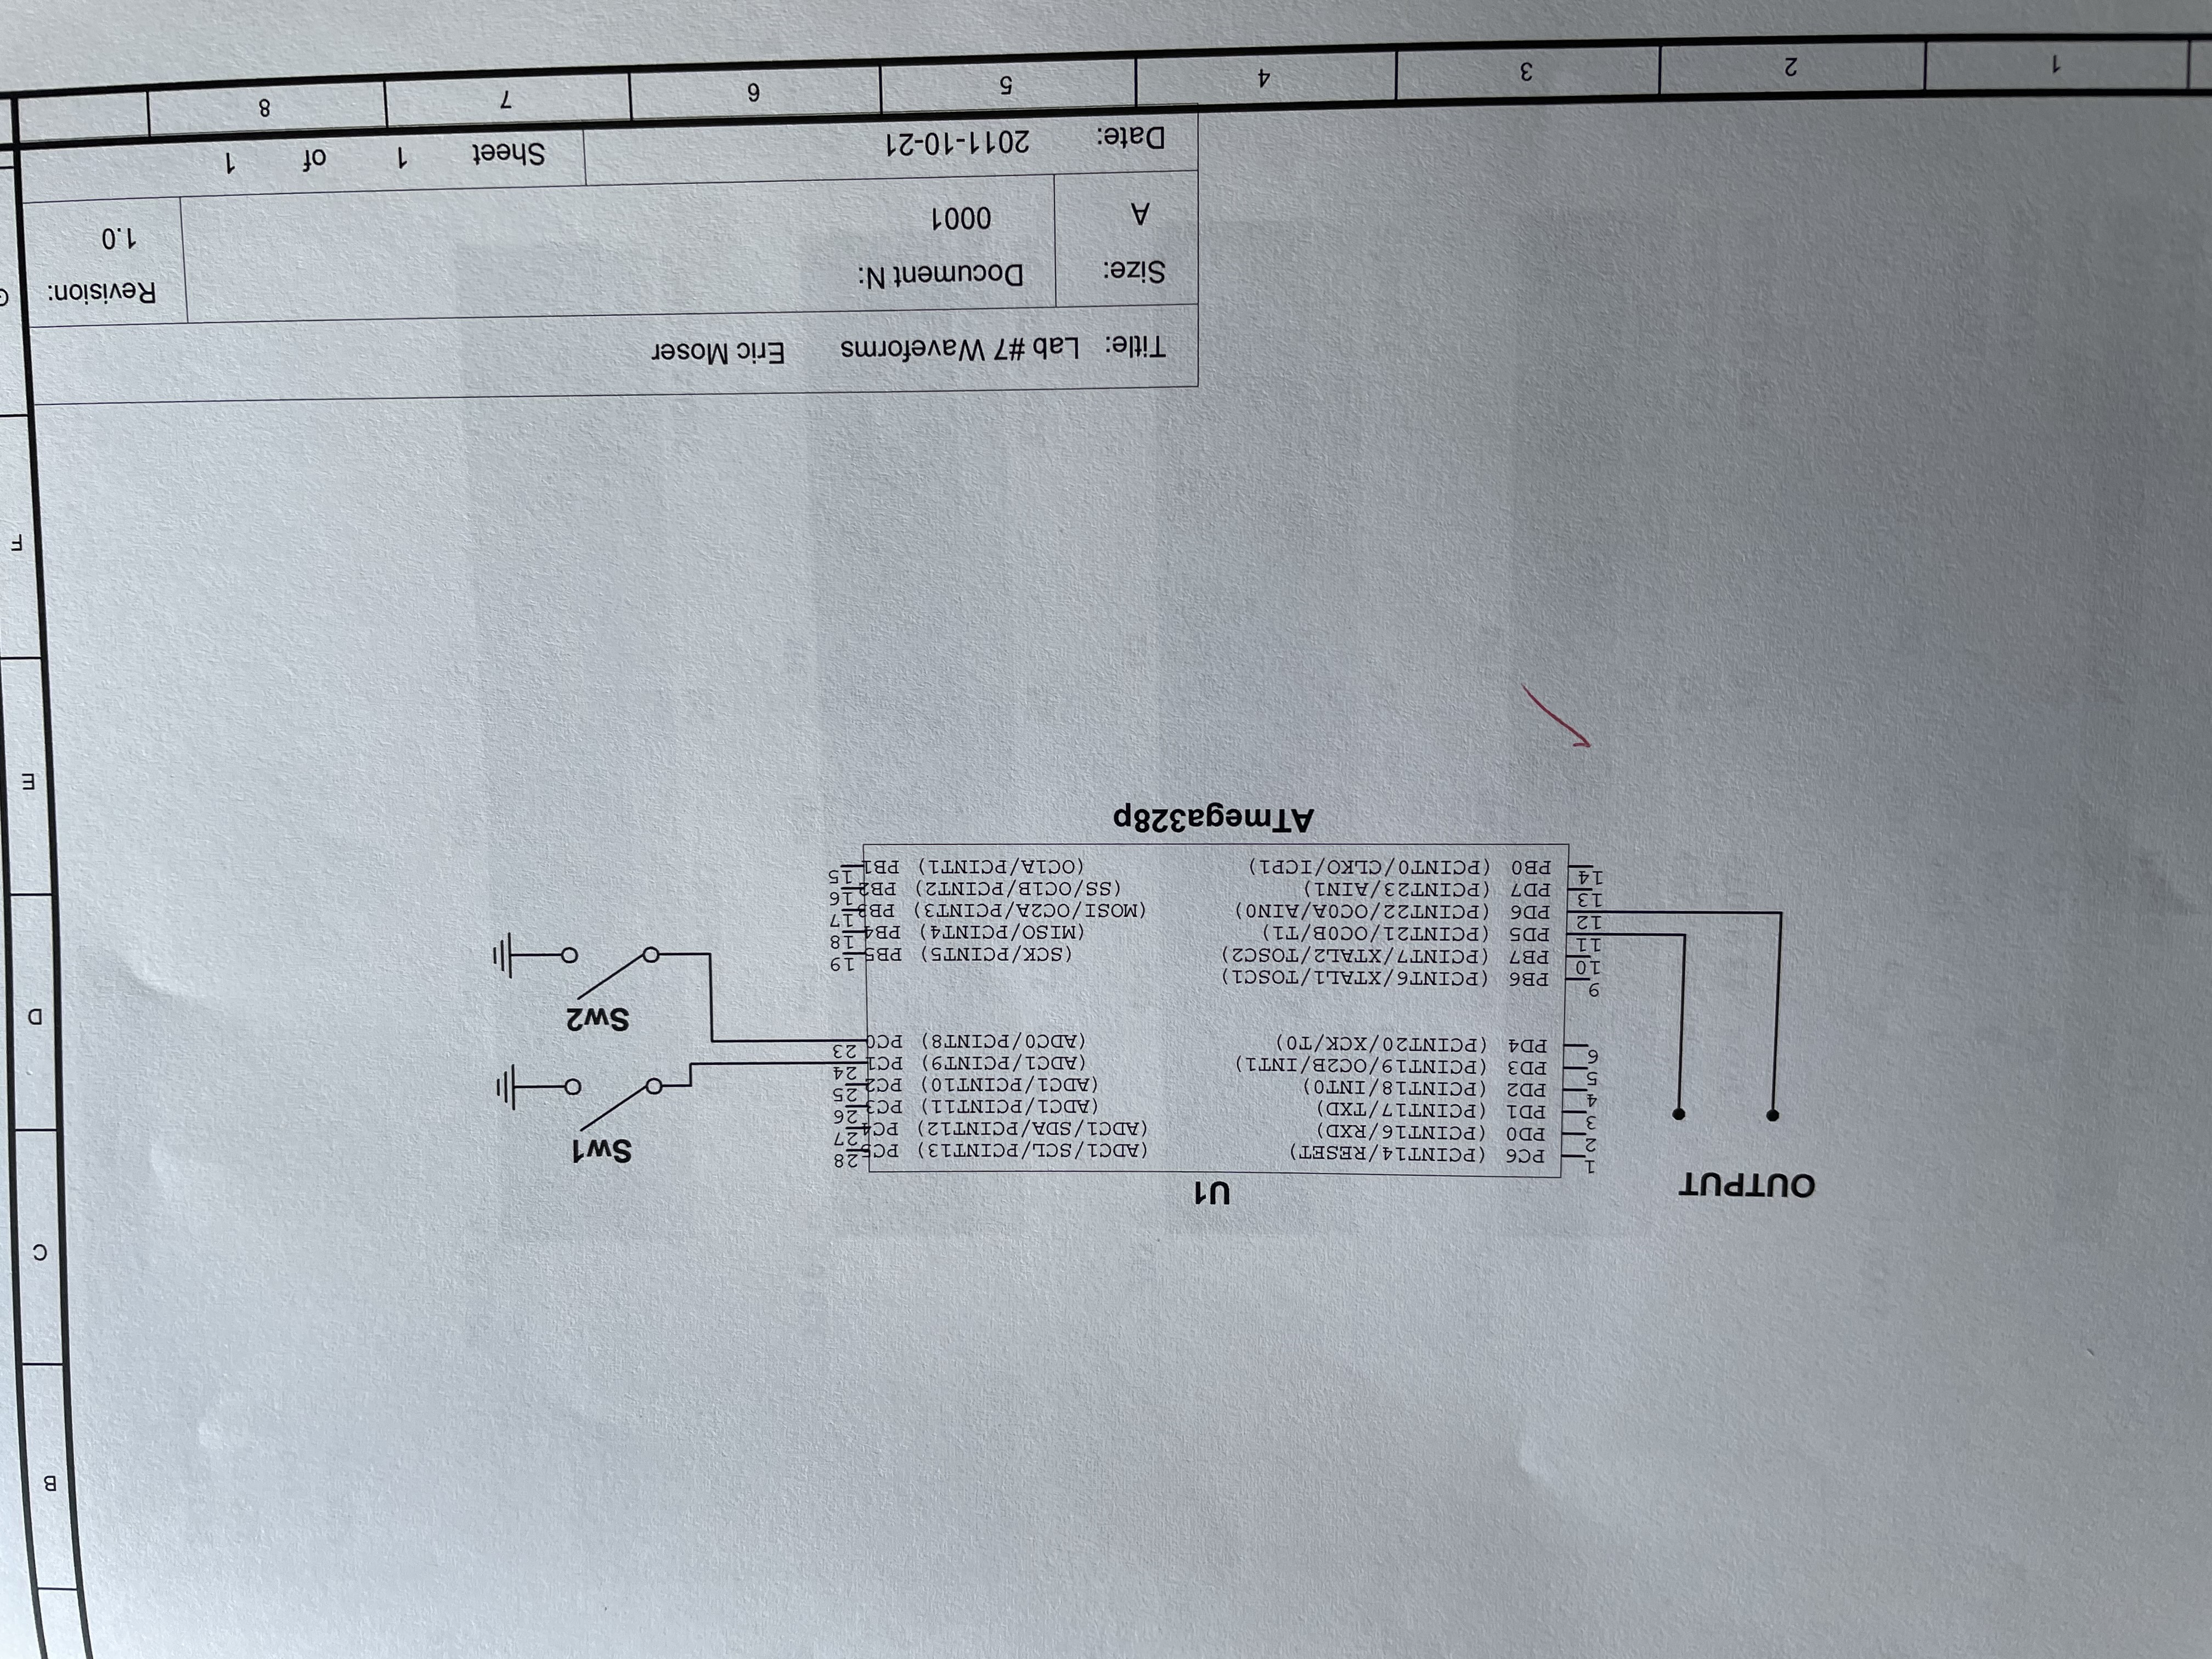 OUTPUT
U1
1 PC6 (PCINT14/RESET)
2 PD0 (PCINT16/RXD)
3 PD1 (PCINT17/TXD)
4 PD2 (PCINT18/INT0)
5 PD3 (PCINT19/OC2B/INT1)
6 PD4 (PCINT20/XCK/T0)
9 PB6 (PCINT6/XTAL1/TOSC1)
10 PB7 (PCINT7/XTAL2/TOSC2)
11 PD5 (PCINT21/OC0B/T1)
12 PD6 (PCINT22/OC0A/AIN0)
13 PD7 (PCINT23/AIN1)
14 PB0 (PCINT0/CLKO/ICP1)
(ADC1/SCL/PCINT13) PC5 28
(ADC1/SDA/PCINT12) PC4 27
(ADC1/PCINT11) PC3 26
(ADC1/PCINT10) PC2 25
(ADC1/PCINT9) PC1 24
(ADC0/PCINT8) PC0 23
(SCK/PCINT5) PB5 19
(MISO/PCINT4) PB4 18
(MOSI/OC2A/PCINT3) PB3 17
(SS/OC1B/PCINT2) PB2 16
(OC1A/PCINT1) PB1 15
ATmega328p
Sw1
Sw2
B
C
D
E
F
G
Title: Lab #7 Waveforms Eric Moser
Size: Document N: Revision:
A 0001 1.0
Date: 2011-10-21 Sheet 1 of 1
1 2 3 4 5 6 7 8